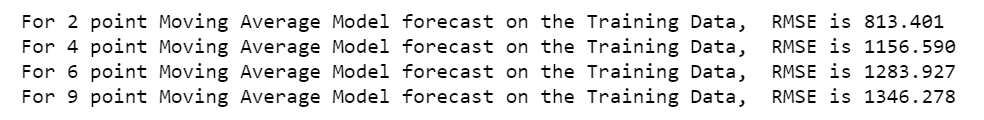 For 2 point Moving Average Model forecast on the Training Data,  RMSE is 813.401
For 4 point Moving Average Model forecast on the Training Data,  RMSE is 1156.590
For 6 point Moving Average Model forecast on the Training Data,  RMSE is 1283.927
For 9 point Moving Average Model forecast on the Training Data,  RMSE is 1346.278